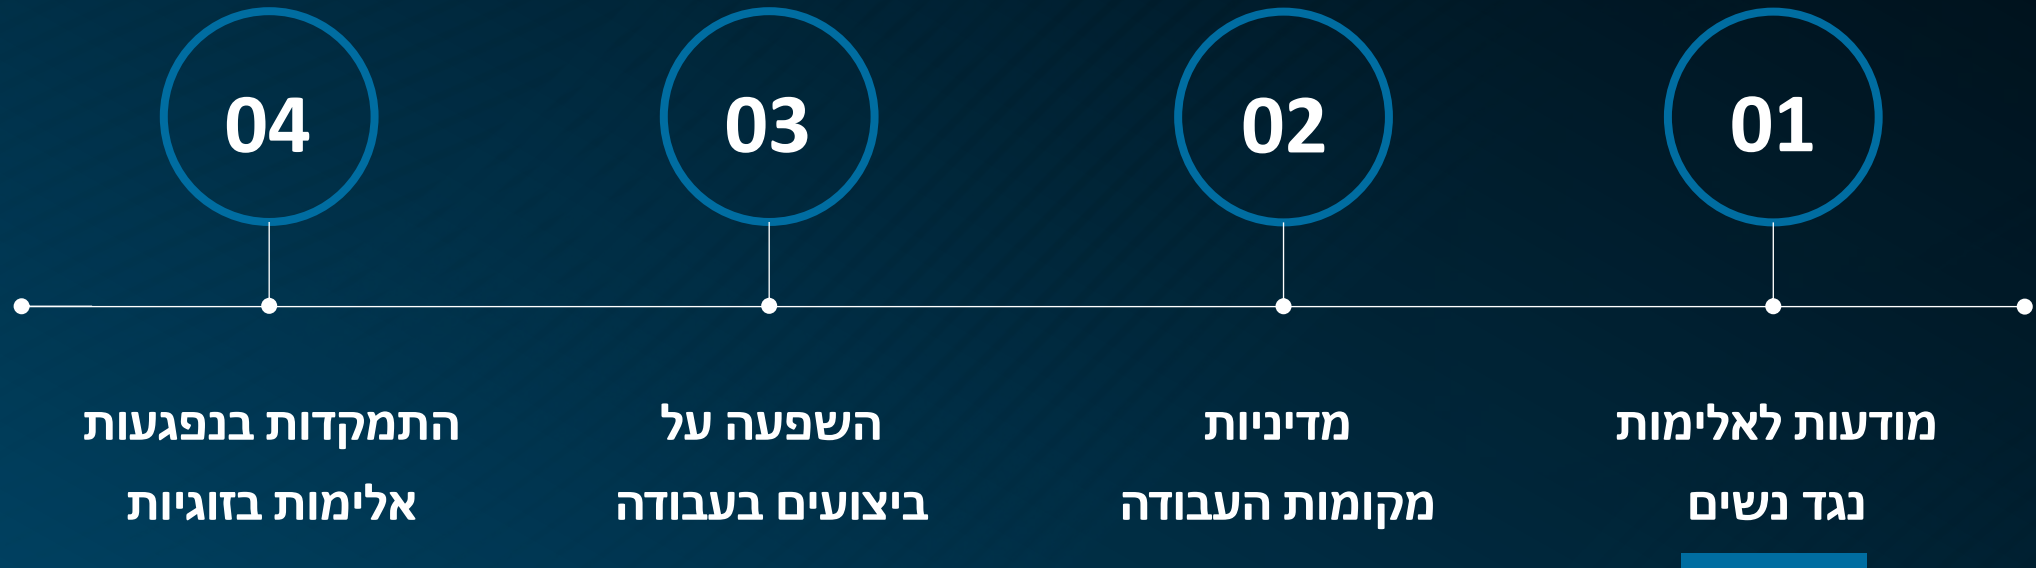 01
מודעות לאלימות
נגד נשים
02
מדיניות
מקומות העבודה
03
השפעה על
ביצועים בעבודה
04
התמקדות בנפגעות
אלימות בזוגיות